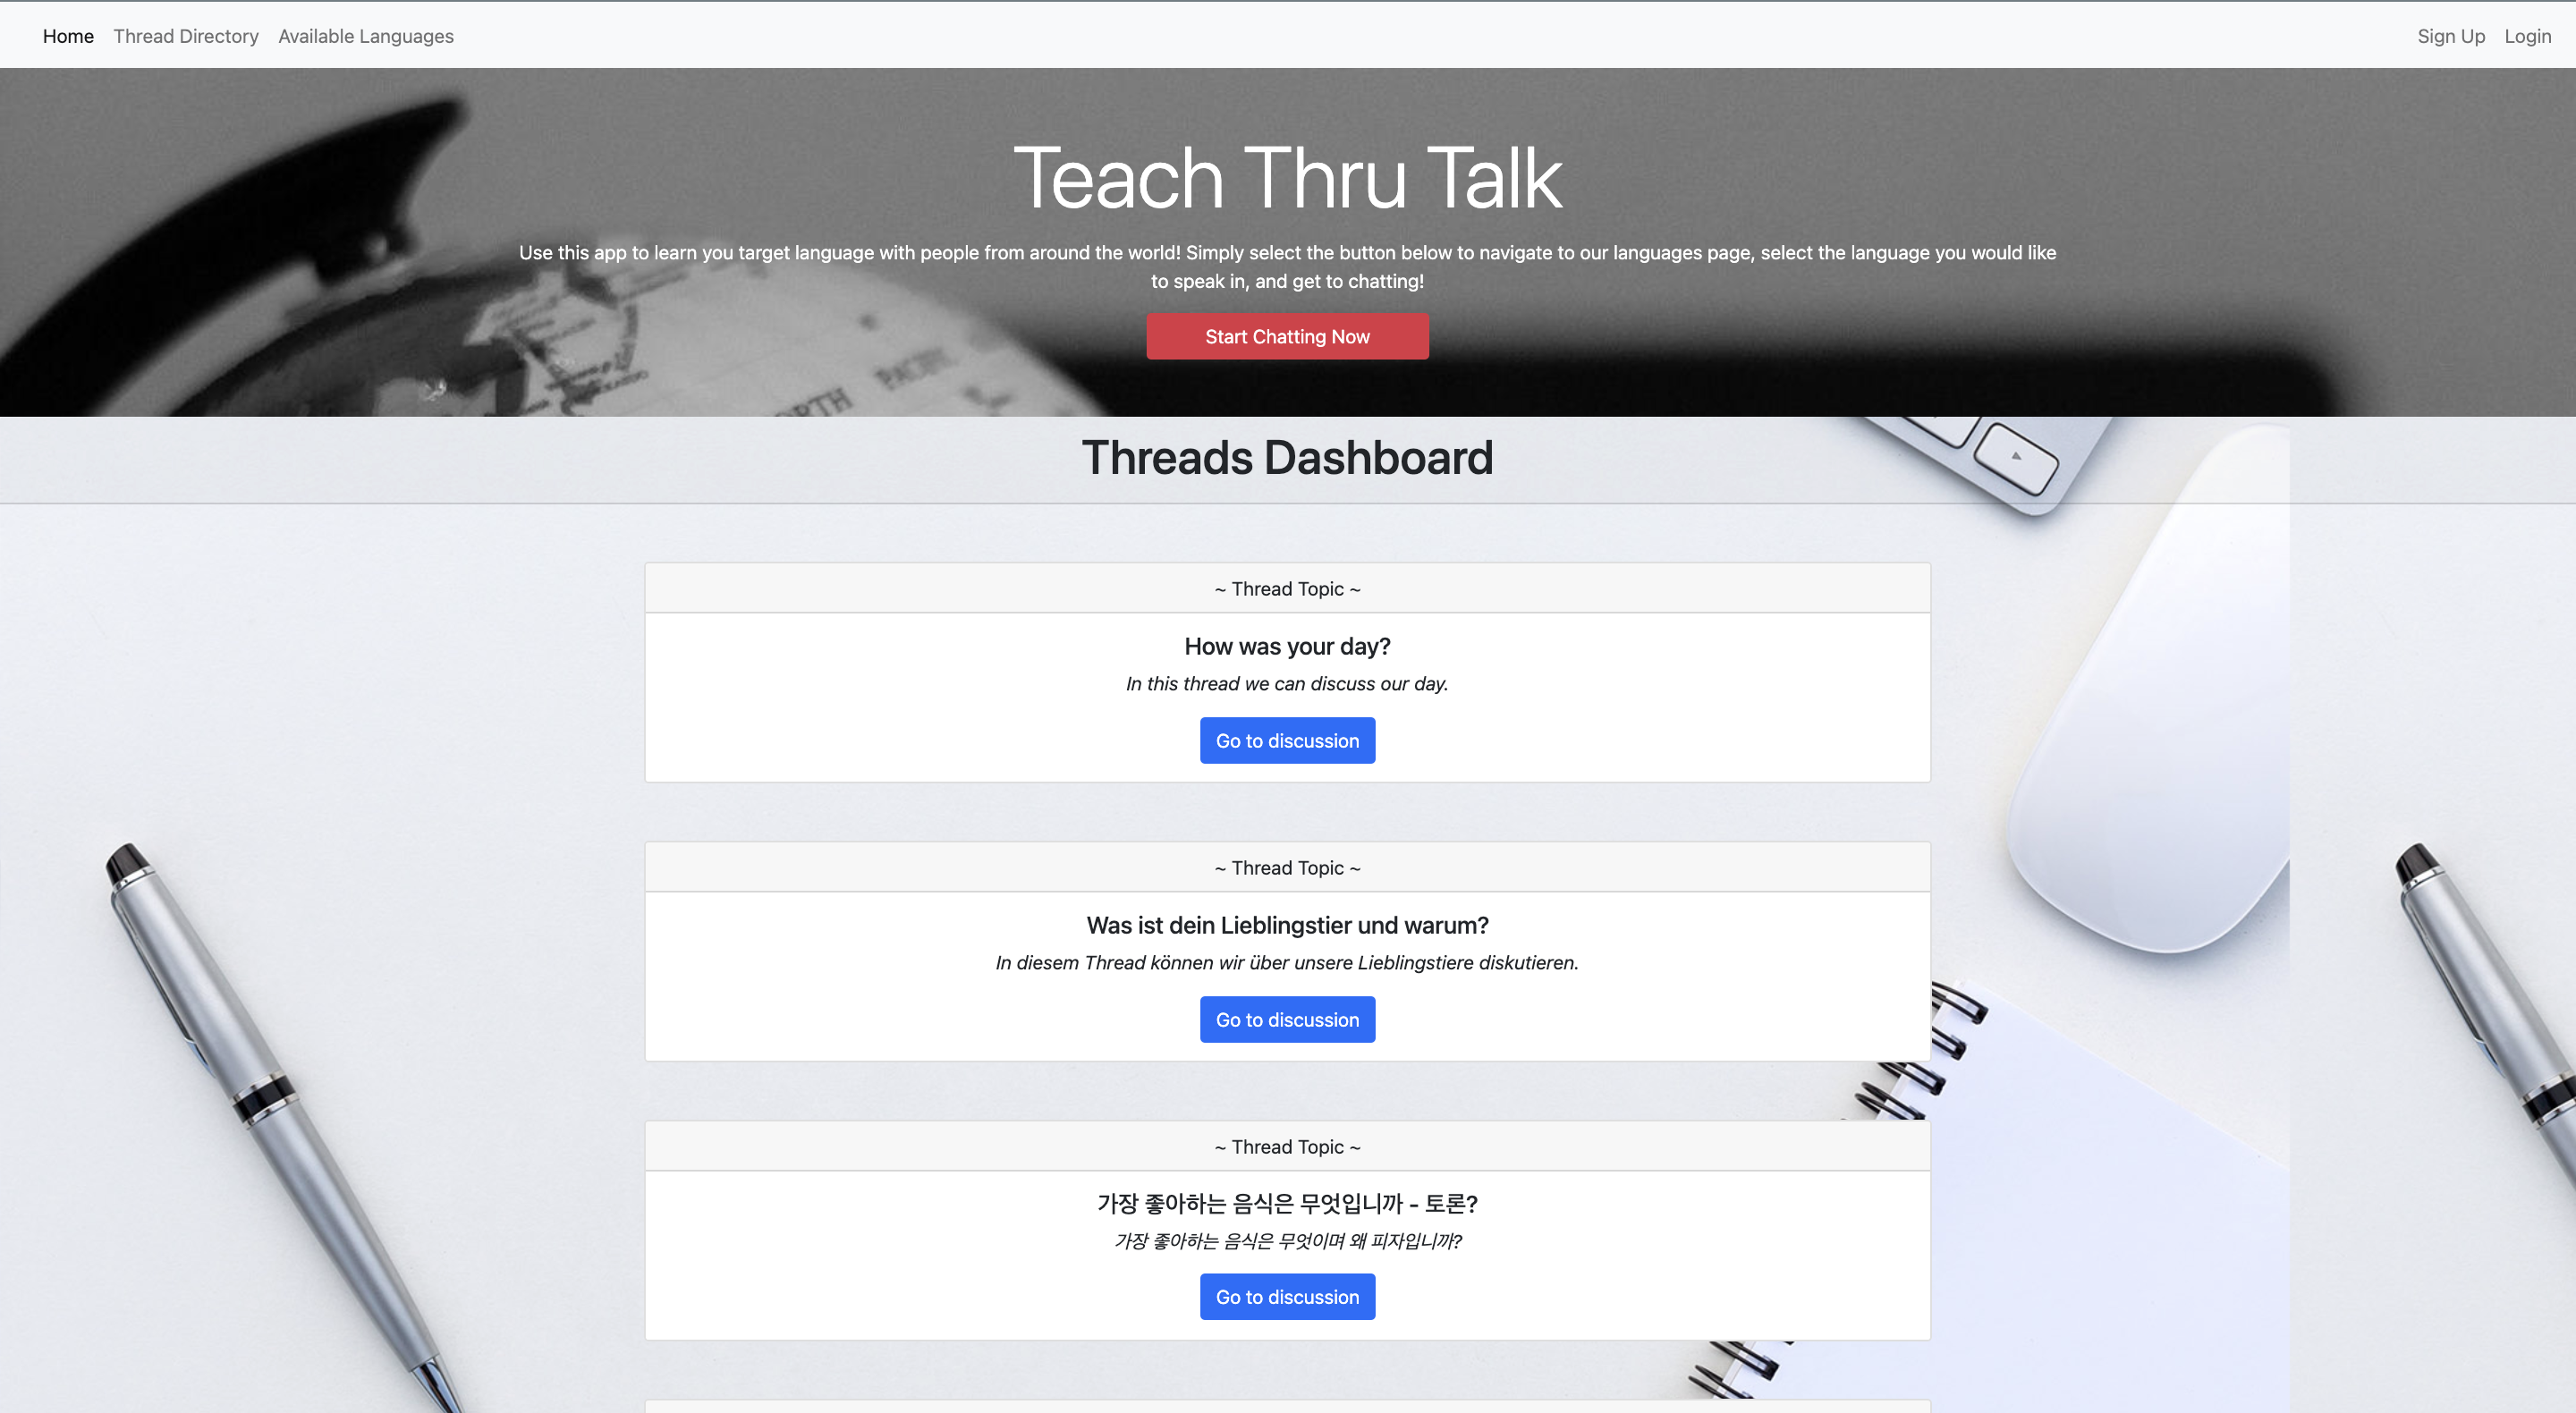 Home Thread Directory Available Languages Sign Up Login
Teach Thru Talk
Use this app to learn you target language with people from around the world! Simply select the button below to navigate to our languages page, select the language you would like
to speak in, and get to chatting!
Start Chatting Now
ORTH PACIFIC
Threads Dashboard
~ Thread Topic ~
How was your day?
In this thread we can discuss our day.
Go to discussion
~ Thread Topic ~
Was ist dein Lieblingstier und warum?
In diesem Thread können wir über unsere Lieblingstiere diskutieren.
Go to discussion
~ Thread Topic ~
가장 좋아하는 음식은 무엇입니까 - 토론?
가장 좋아하는 음식은 무엇이며 왜 피자입니까?
Go to discussion